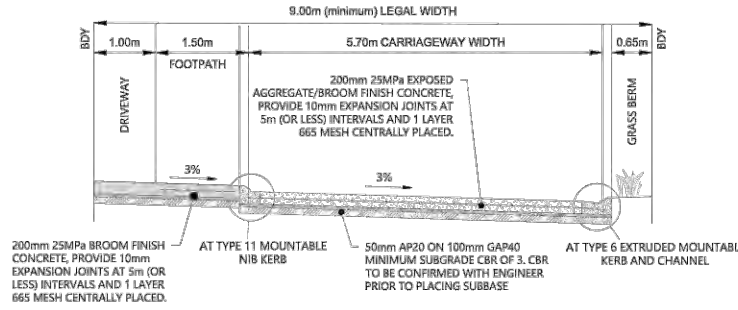 9.00m (minimum) LEGAL WIDTH
BDY
BDY
1.00m
1.50m
5.70m CARRIAGEWAY WIDTH
0.65m
FOOTPATH
DRIVEWAY
GRASS BERM
200mm 25MPa EXPOSED
AGGREGATE/BROOM FINISH CONCRETE,
PROVIDE 10mm EXPANSION JOINTS AT
5m (OR LESS) INTERVALS AND 1 LAYER
665 MESH CENTRALLY PLACED.
3%
3%
200mm 25MPa BROOM FINISH
CONCRETE, PROVIDE 10mm
EXPANSION JOINTS AT 5m (OR
LESS) INTERVALS AND 1 LAYER
665 MESH CENTRALLY PLACED.
AT TYPE 11 MOUNTABLE
NIB KERB
50mm AP20 ON 100mm GAP40
MINIMUM SUBGRADE CBR OF 3. CBR
TO BE CONFIRMED WITH ENGINEER
PRIOR TO PLACING SUBBASE
AT TYPE 6 EXTRUDED MOUNTABL
KERB AND CHANNEL